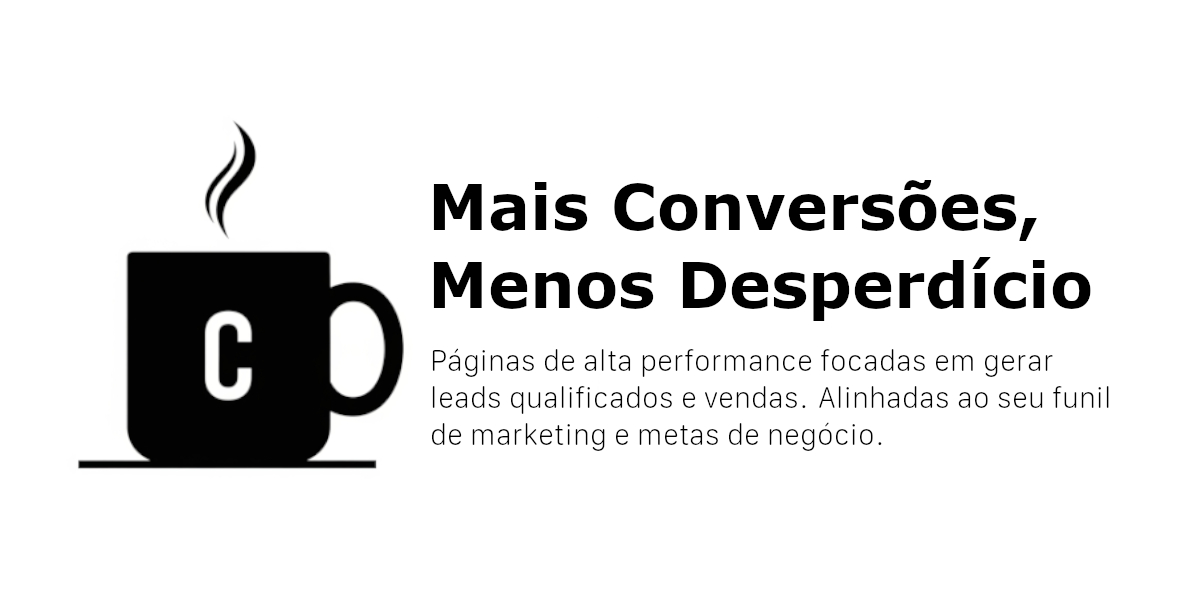 C
Mais Conversões,
Menos Desperdício
Páginas de alta performance focadas em gerar
leads qualificados e vendas. Alinhadas ao seu funil
de marketing e metas de negócio.